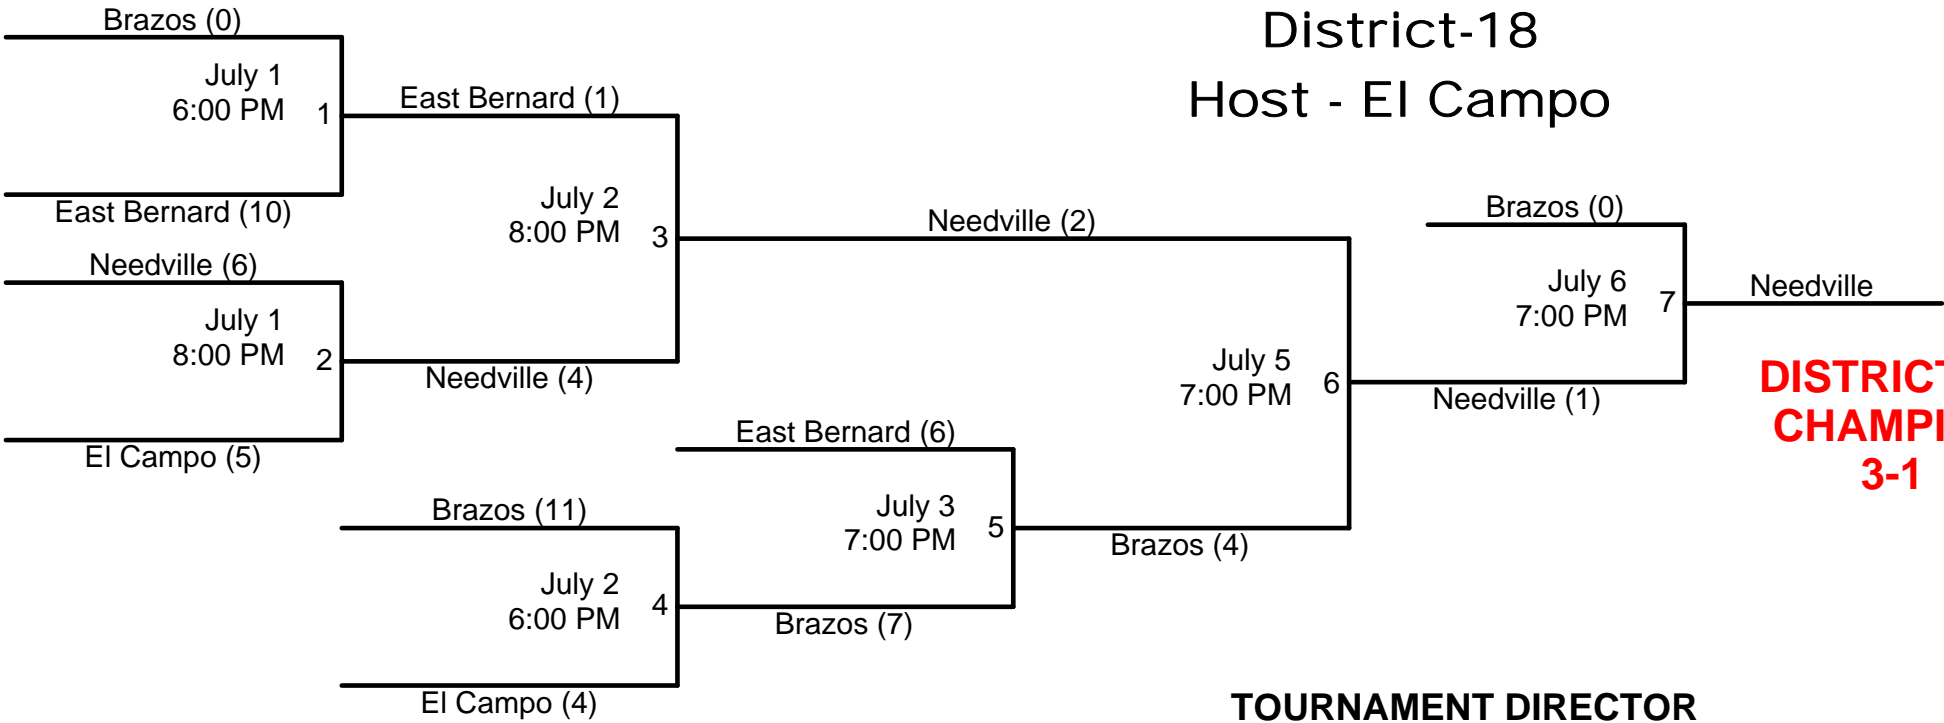 District-18
Host - El Campo
Brazos (0)
July 1
6:00 PM
1
East Bernard (10)
East Bernard (1)
Needville (6)
July 1
8:00 PM
2
El Campo (5)
July 2
8:00 PM
3
Needville (4)
Needville (2)
Brazos (11)
July 2
6:00 PM
4
El Campo (4)
East Bernard (6)
July 3
7:00 PM
5
Brazos (7)
Brazos (4)
July 5
7:00 PM
6
Brazos (0)
July 6
7:00 PM
7
Needville (1)
Needville
DISTRICT
CHAMPI
3-1
TOURNAMENT DIRECTOR